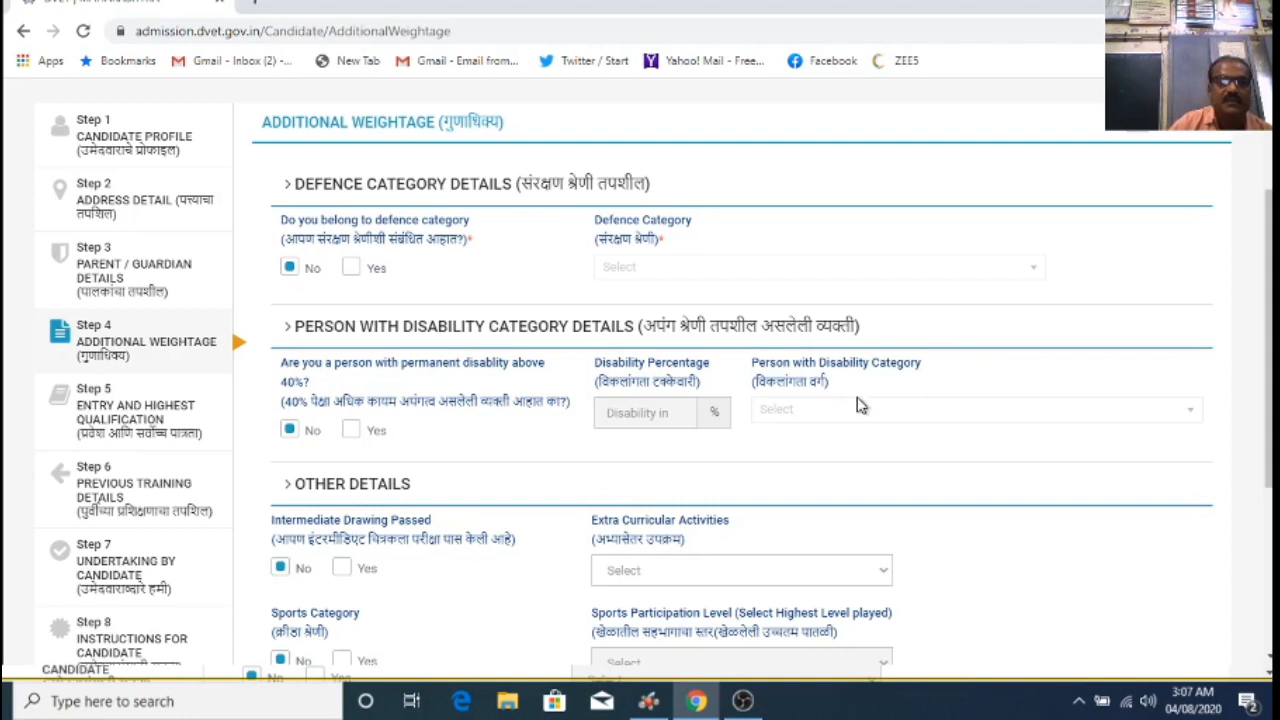 admission.dvet.gov.in/Candidate/AdditionalWeightage
Apps
Bookmarks
Gmail - Inbox (2) -...
New Tab
Gmail - Email from...
Twitter / Start
Yahoo! Mail - Free...
Facebook
ZEE5
Step 1
CANDIDATE PROFILE
(उमेदवाराचे प्रोफाइल)
Step 2
ADDRESS DETAIL (पत्त्याचा
तपशिल)
Step 3
PARENT / GUARDIAN
DETAILS
(पालकांचा तपशील)
Step 4
ADDITIONAL WEIGHTAGE
(गुणाधिक्य)
Step 5
ENTRY AND HIGHEST
QUALIFICATION
(प्रवेश आणि सर्वोच्च पात्रता)
Step 6
PREVIOUS TRAINING
DETAILS
(पुर्वीच्या प्रशिक्षणाचा तपशिल)
Step 7
UNDERTAKING BY
CANDIDATE
(उमेदवाराव्दारे हमी)
Step 8
INSTRUCTIONS FOR
CANDIDATE
CANDIDATE
ADDITIONAL WEIGHTAGE (गुणाधिक्य)
DEFENCE CATEGORY DETAILS (संरक्षण श्रेणी तपशील)
Do you belong to defence category
(आपण संरक्षण श्रेणीशी संबंधित आहात?)*
No Yes
Defence Category
(संरक्षण श्रेणी)*
Select
PERSON WITH DISABILITY CATEGORY DETAILS (अपंग श्रेणी तपशील असलेली व्यक्ती)
Are you a person with permanent disablity above
40%?
(40% पेक्षा अधिक कायम अपंगत्व असलेली व्यक्ती आहात का?)
No Yes
Disability Percentage
(विकलांगता टक्केवारी)
Disability in %
Person with Disability Category
(विकलांगता वर्ग)
Select
OTHER DETAILS
Intermediate Drawing Passed
(आपण इंटरमीडिएट चित्रकला परीक्षा पास केली आहे)
No Yes
Extra Curricular Activities
(अभ्यासेतर उपक्रम)
Select
Sports Category
(क्रीडा श्रेणी)
No Yes
Sports Participation Level (Select Highest Level played)
(खेळातील सहभागाचा स्तर(खेळलेली उच्चतम पातळी)
Select
No Yes
Type here to search
3:07 AM
04/08/2020
2